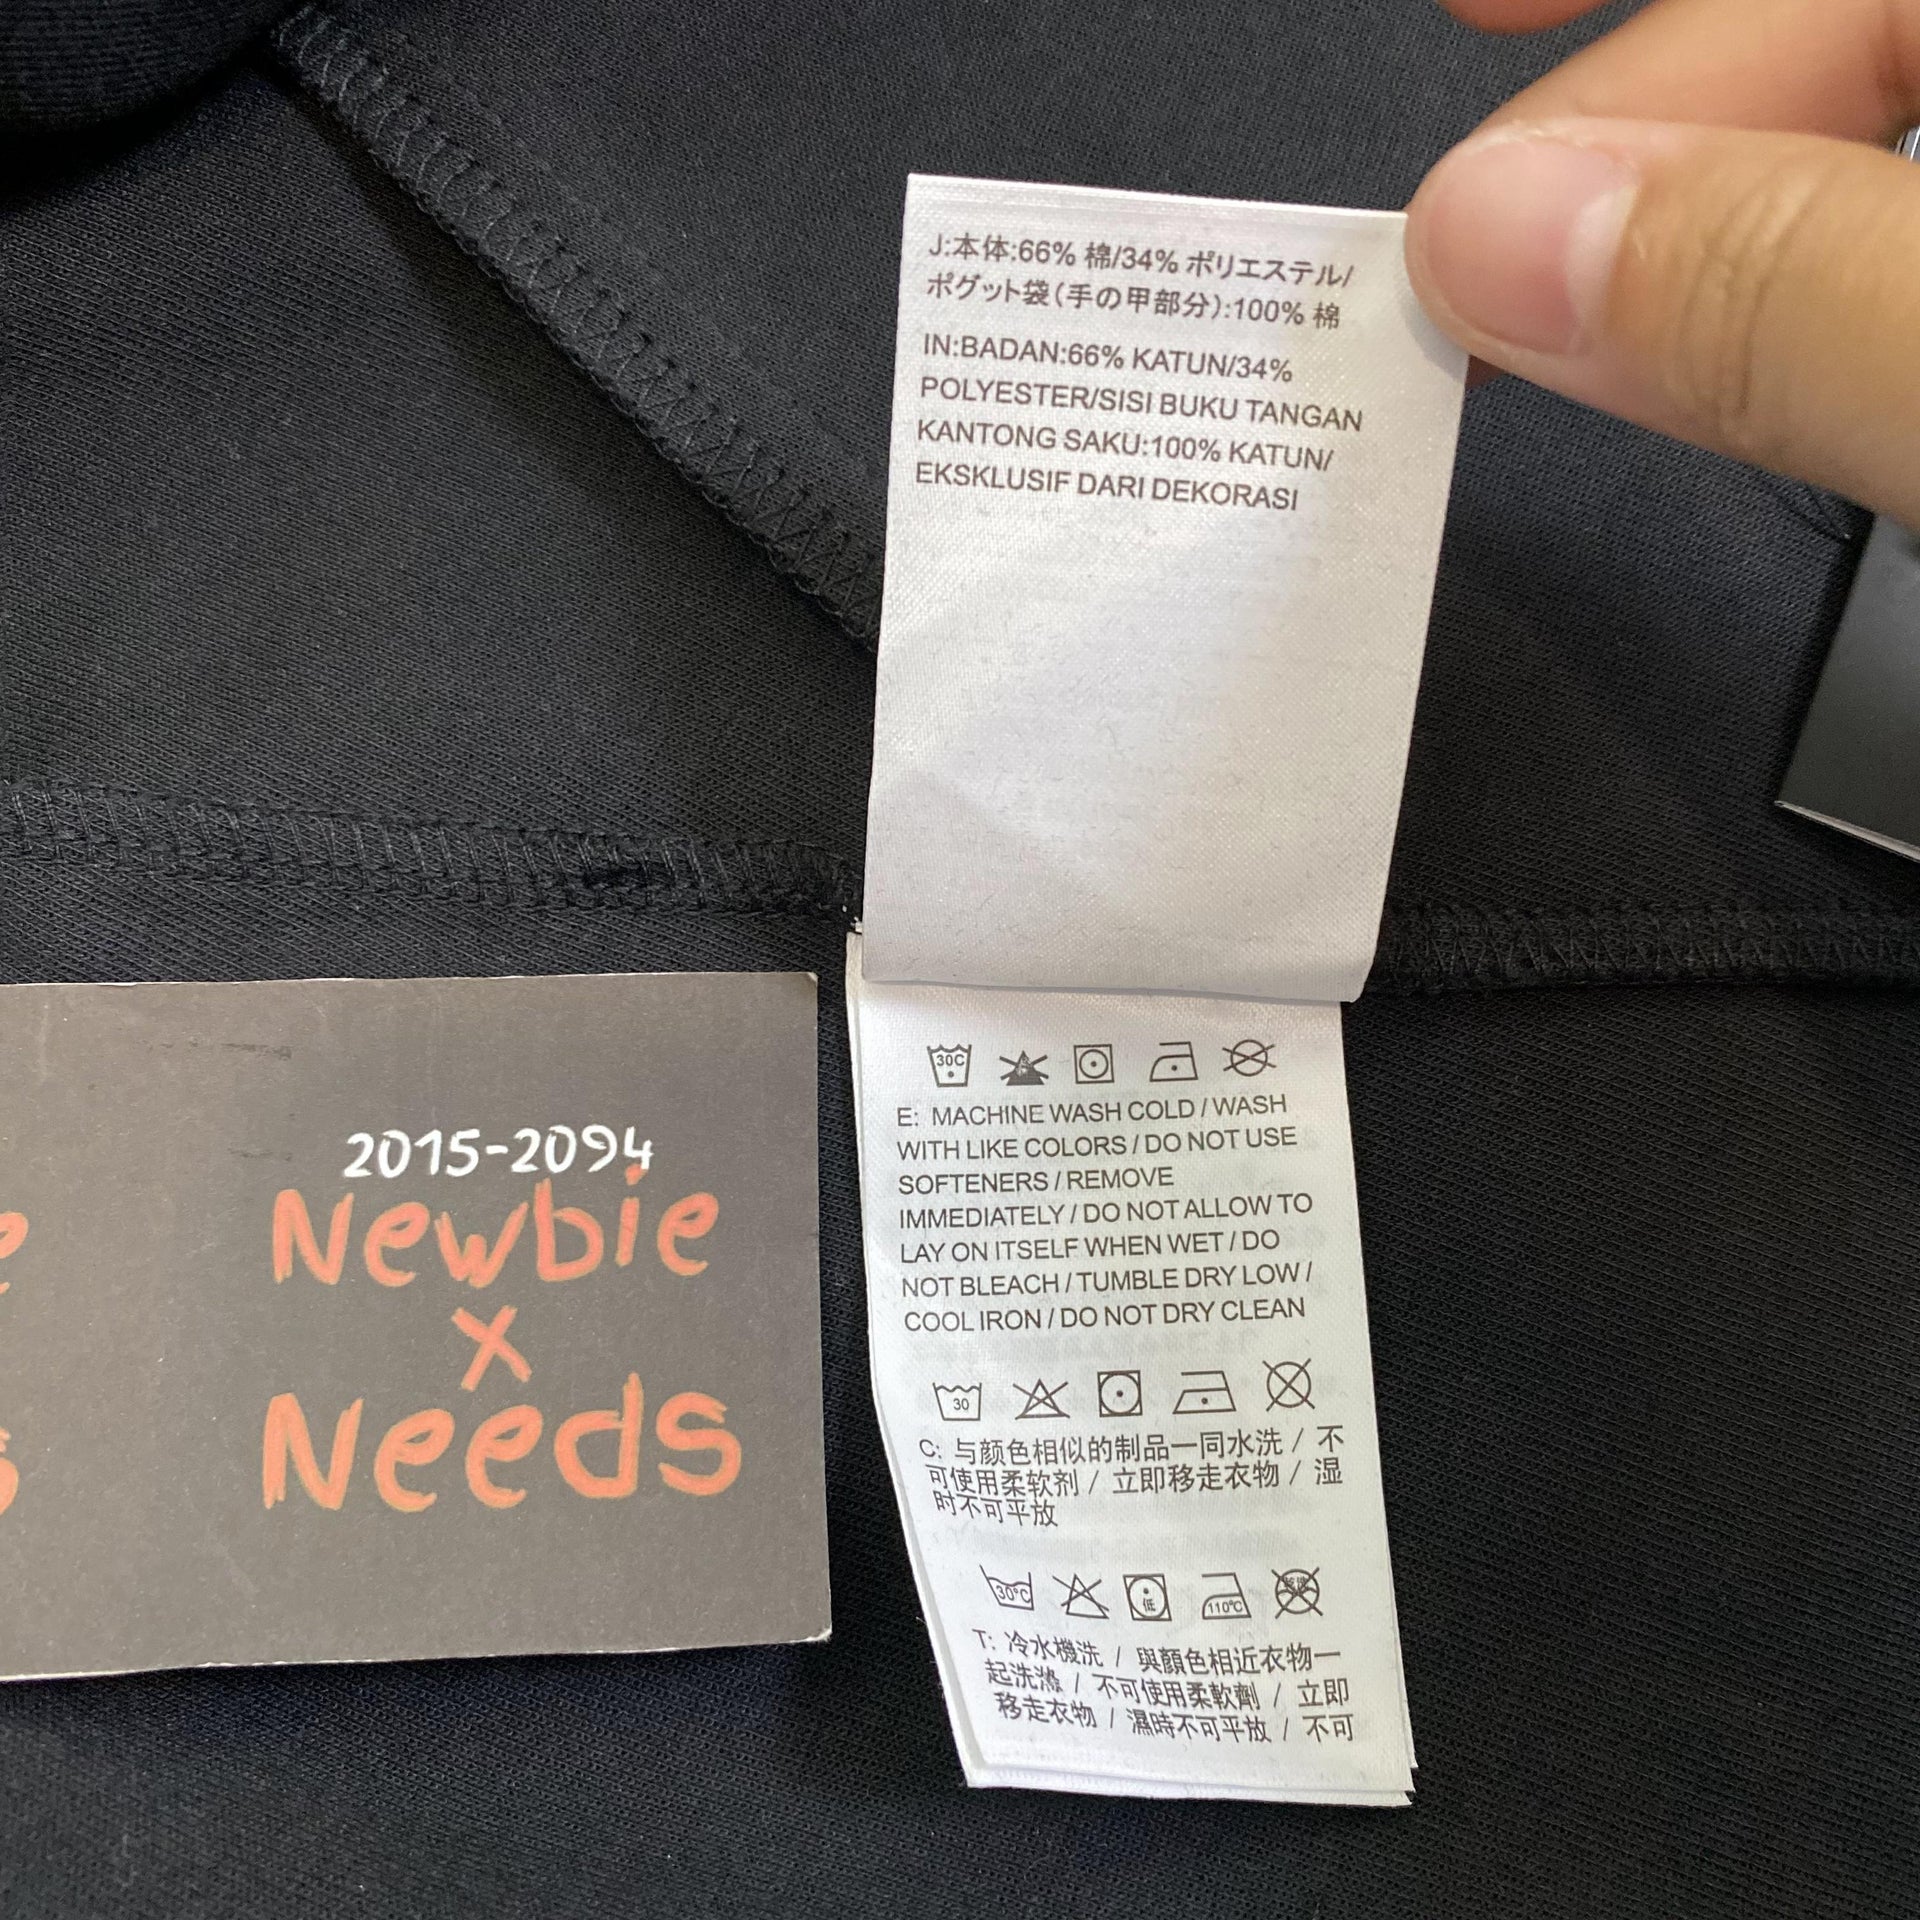 J:本体:66% 棉/34% ポリエステル/
ポグット袋(手の甲部分):100% 棉
IN:BADAN:66% KATUN/34%
POLYESTER/SISI BUKU TANGAN
KANTONG SAKU:100% KATUN/
EKSKLUSIF DARI DEKORASI
30C
E: MACHINE WASH COLD / WASH
WITH LIKE COLORS / DO NOT USE
SOFTENERS / REMOVE
IMMEDIATELY / DO NOT ALLOW TO
LAY ON ITSELF WHEN WET / DO
NOT BLEACH / TUMBLE DRY LOW /
COOL IRON / DO NOT DRY CLEAN
30
C: 与颜色相似的制品一同水洗 / 不
可使用柔软剂 / 立即移走衣物 / 湿
时不可平放
30°C 低 110°C
T: 冷水機洗 / 與顏色相近衣物一
起洗滌 / 不可使用柔軟劑 / 立即
移走衣物 / 濕時不可平放 / 不可
2015-2094
Newbie
x
Needs